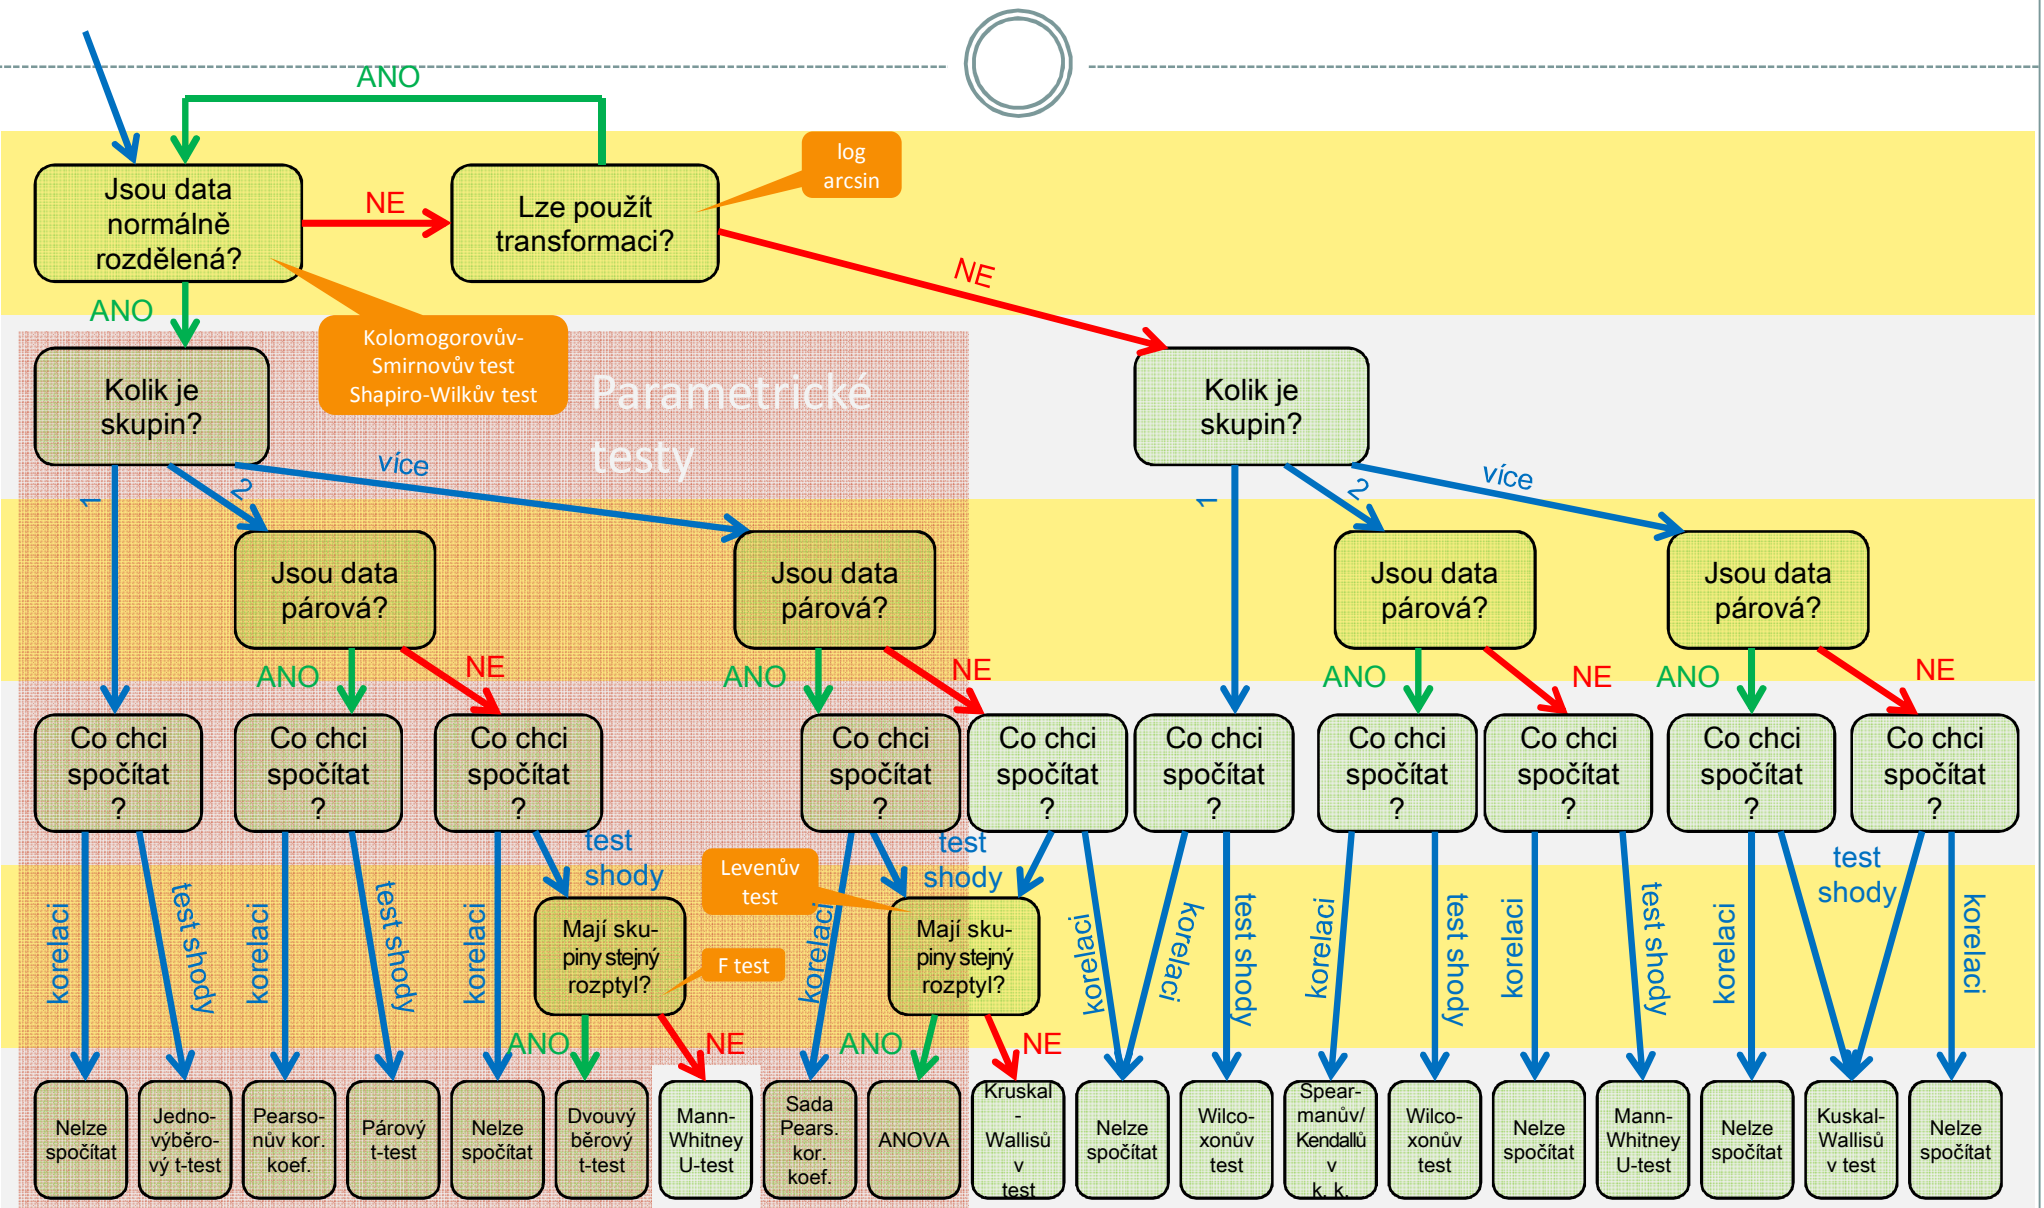 ANO
log
arcsin
Jsou data
normálně
rozdělená?
NE
Lze použít
transformaci?
NE
ANO
Kolomogorovův-
Smirnovův test
Shapiro-Wilkův test
Parametrické
testy
Kolik je
skupin?
Kolik je
skupin?
1
2
více
1
2
více
Jsou data
párová?
Jsou data
párová?
Jsou data
párová?
Jsou data
párová?
ANO
NE
ANO
NE
ANO
NE
ANO
NE
Co chci
spočítat
?
Co chci
spočítat
?
Co chci
spočítat
?
Co chci
spočítat
?
Co chci
spočítat
?
Co chci
spočítat
?
Co chci
spočítat
?
Co chci
spočítat
?
Co chci
spočítat
?
Co chci
spočítat
?
korelaci
test shody
korelaci
test shody
korelaci
test
shody
Levenův
test
F test
korelaci
test
shody
korelaci
korelaci
test shody
korelaci
test shody
korelaci
test shody
korelaci
test
shody
korelaci
Mají sku-
piny stejný
rozptyl?
Mají sku-
piny stejný
rozptyl?
ANO
NE
ANO
NE
Nelze
spočítat
Jedno-
výběro-
vý t-test
Pearso-
nův kor.
koef.
Párový
t-test
Nelze
spočítat
Dvouvý
běrový
t-test
Mann-
Whitney
U-test
Sada
Pears.
kor.
koef.
ANOVA
Kruskal
-
Wallisů
v
test
Nelze
spočítat
Wilco-
xonův
test
Spear-
manův/
Kendallů
v
k. k.
Wilco-
xonův
test
Nelze
spočítat
Mann-
Whitney
U-test
Nelze
spočítat
Kuskal-
Wallisů
v test
Nelze
spočítat